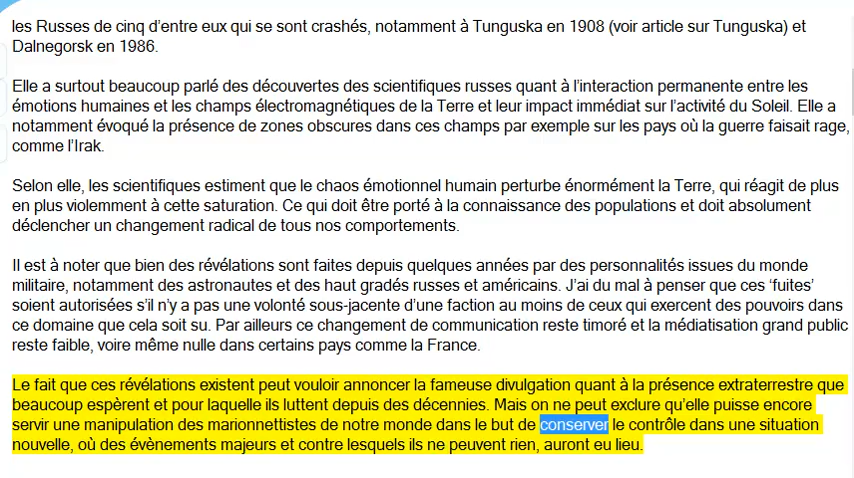 les Russes de cinq d’entre eux qui se sont crashés, notamment à Tunguska en 1908 (voir article sur Tunguska) et
Dalnegorsk en 1986.
Elle a surtout beaucoup parlé des découvertes des scientifiques russes quant à l’interaction permanente entre les
émotions humaines et les champs électromagnétiques de la Terre et leur impact immédiat sur l’activité du Soleil. Elle a
notamment évoqué la présence de zones obscures dans ces champs par exemple sur les pays où la guerre faisait rage,
comme l’Irak.
Selon elle, les scientifiques estiment que le chaos émotionnel humain perturbe énormément la Terre, qui réagit de plus
en plus violemment à cette saturation. Ce qui doit être porté à la connaissance des populations et doit absolument
déclencher un changement radical de tous nos comportements.
Il est à noter que bien des révélations sont faites depuis quelques années par des personnalités issues du monde
militaire, notamment des astronautes et des haut gradés russes et américains. J’ai du mal à penser que ces ‘fuites’
soient autorisées s’il n’y a pas une volonté sous-jacente d’une faction au moins de ceux qui exercent des pouvoirs dans
ce domaine que cela soit su. Par ailleurs ce changement de communication reste timoré et la médiatisation grand public
reste faible, voire même nulle dans certains pays comme la France.
Le fait que ces révélations existent peut vouloir annoncer la fameuse divulgation quant à la présence extraterrestre que
beaucoup espèrent et pour laquelle ils luttent depuis des décennies. Mais on ne peut exclure qu’elle puisse encore
servir une manipulation des marionnettistes de notre monde dans le but de conserver le contrôle dans une situation
nouvelle, où des évènements majeurs et contre lesquels ils ne peuvent rien, auront eu lieu.